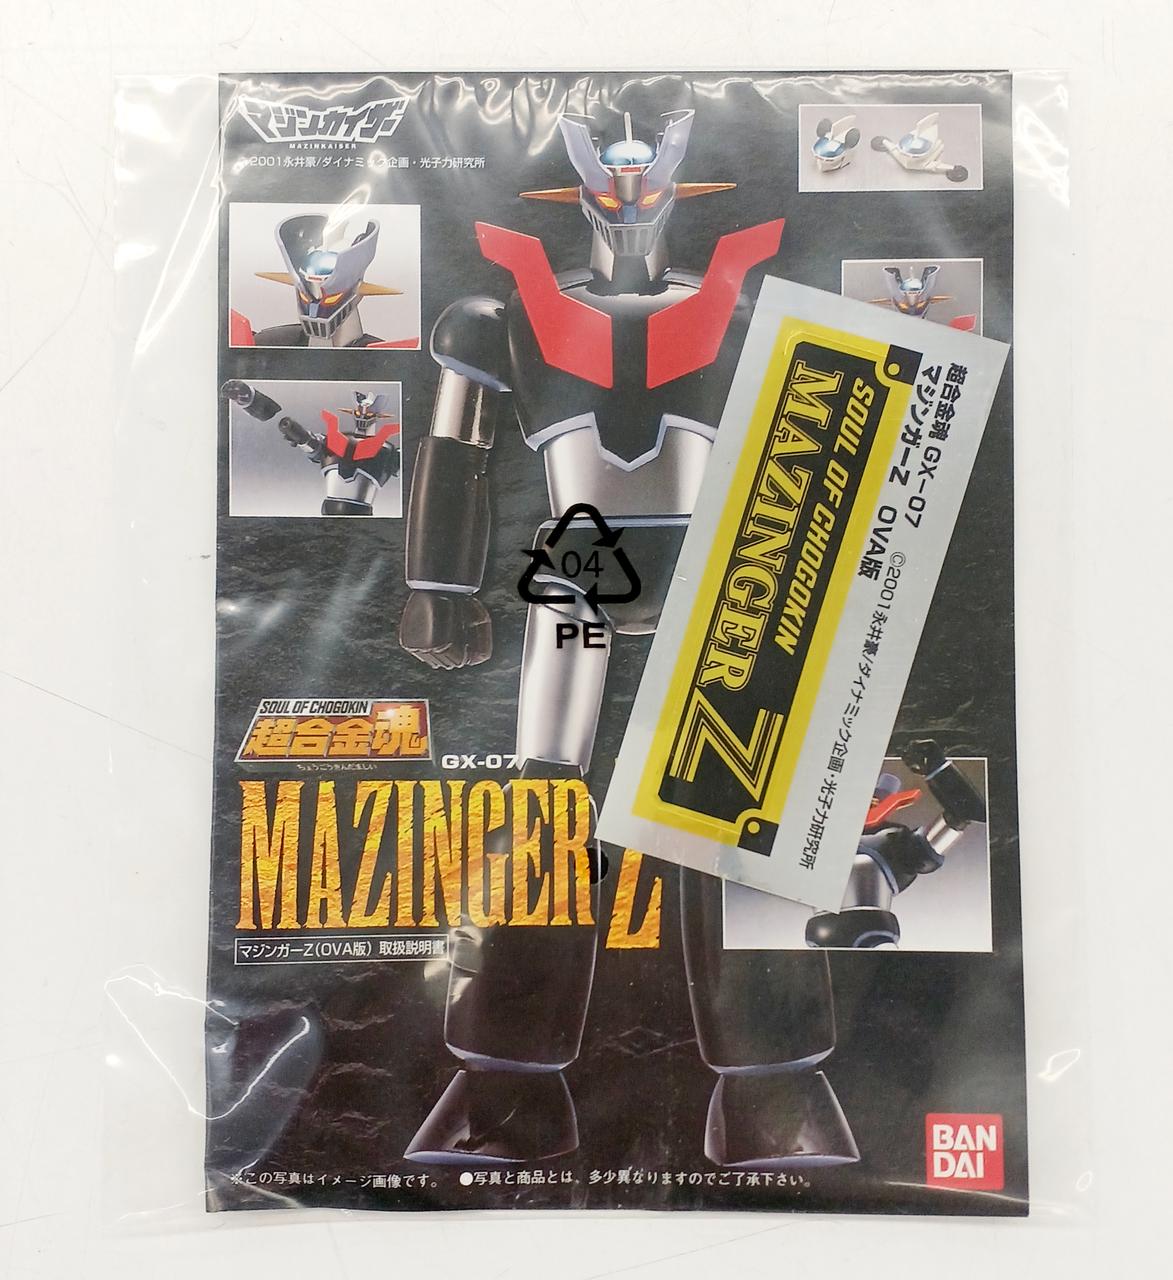 マジンカイザー
MAZINKAISER
©2001永井豪/ダイナミック企画・光子力研究所
超合金魂 GX-07
マジンガーZ OVA版
©2001永井豪/ダイナミック企画・光子力研究所
SOUL OF CHOGOKIN
MAZINGER Z
04
PE
SOUL OF CHOGOKIN
超合金魂
ちょうごうきんだましい
GX-07
MAZINGER Z
マジンガーZ(OVA版) 取扱説明書
BAN
DAI
※この写真はイメージ画像です。 ●写真と商品とは、多少異なりますのでご了承下さい。